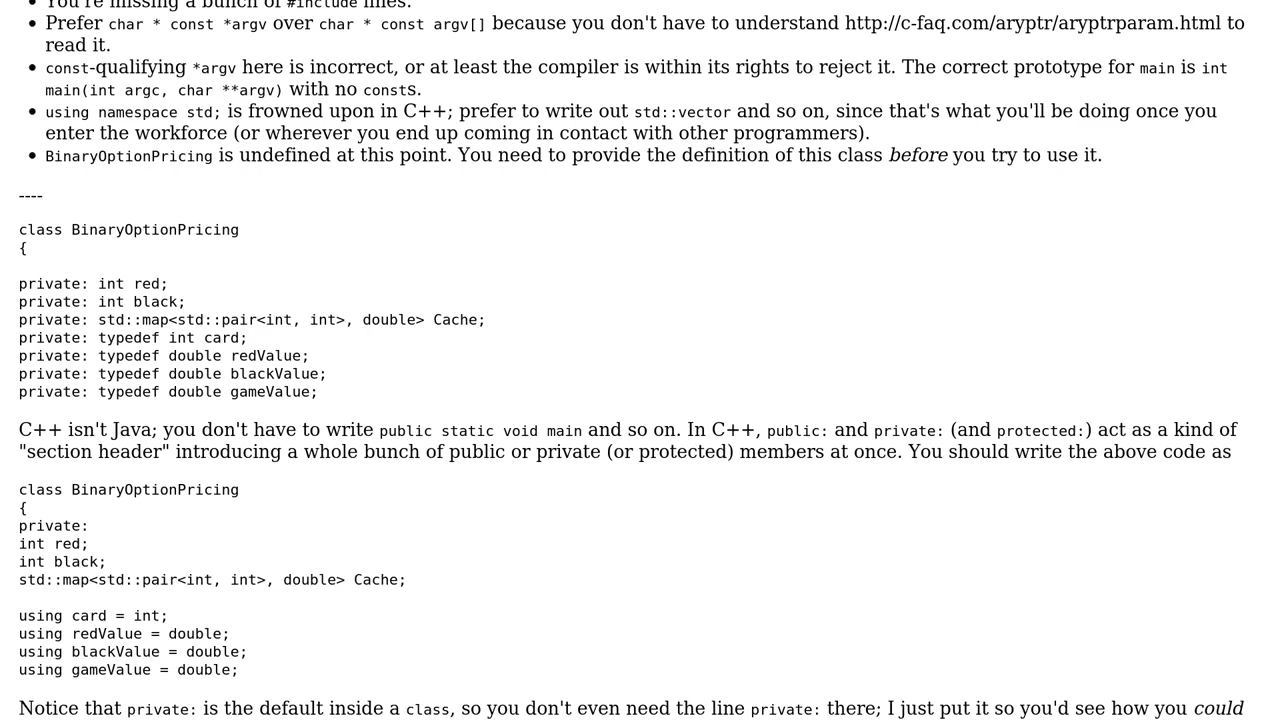 You're missing a bunch of #include lines.
Prefer char * const *argv over char * const argv[] because you don't have to understand http://c-faq.com/aryptr/aryptrparam.html to
read it.
const-qualifying *argv here is incorrect, or at least the compiler is within its rights to reject it. The correct prototype for main is int
main(int argc, char **argv) with no consts.
using namespace std; is frowned upon in C++; prefer to write out std::vector and so on, since that's what you'll be doing once you
enter the workforce (or wherever you end up coming in contact with other programmers).
BinaryOptionPricing is undefined at this point. You need to provide the definition of this class before you try to use it.
----
class BinaryOptionPricing
{
private: int red;
private: int black;
private: std::map<std::pair<int, int>, double> Cache;
private: typedef int card;
private: typedef double redValue;
private: typedef double blackValue;
private: typedef double gameValue;
C++ isn't Java; you don't have to write public static void main and so on. In C++, public: and private: (and protected:) act as a kind of
"section header" introducing a whole bunch of public or private (or protected) members at once. You should write the above code as
class BinaryOptionPricing
{
private:
int red;
int black;
std::map<std::pair<int, int>, double> Cache;
using card = int;
using redValue = double;
using blackValue = double;
using gameValue = double;
Notice that private: is the default inside a class, so you don't even need the line private: there; I just put it so you'd see how you could